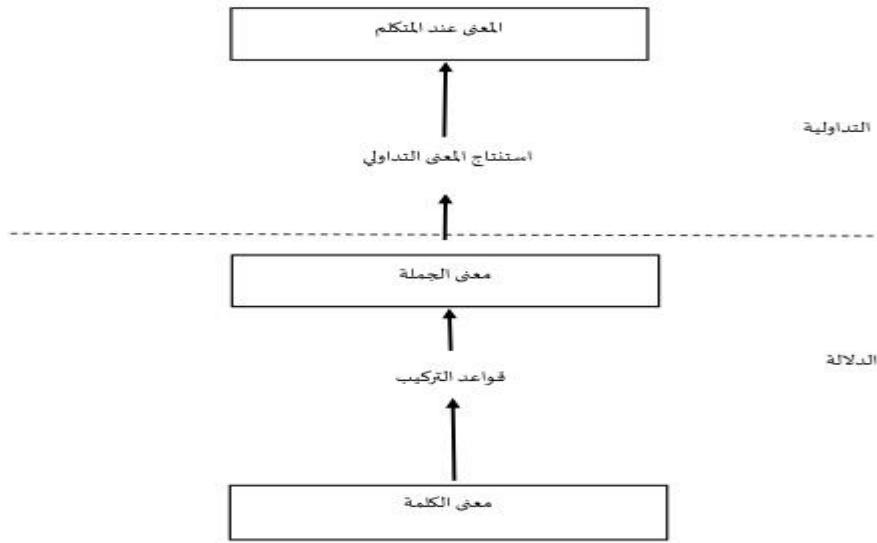 المعنى عند المتكلم
التداولية
استنتاج المعنى التداولي
معنى الجملة
الدلالة
قواعد التركيب
معنى الكلمة